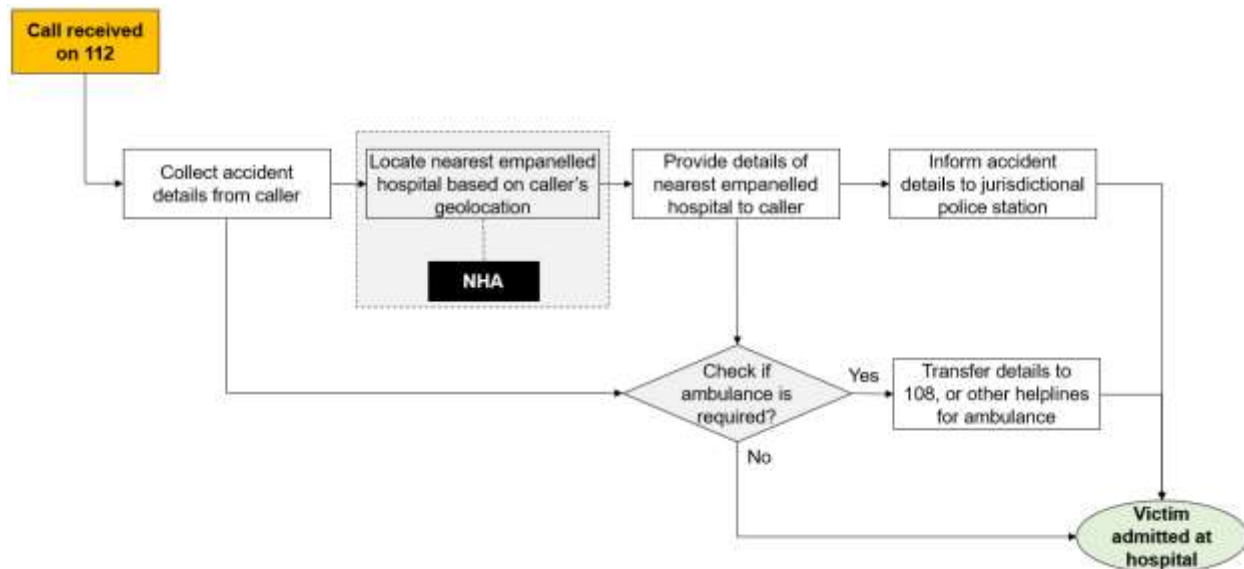 Call received
on 112
Collect accident
details from caller
Locate nearest empanelled
hospital based on caller's
geolocation
NHA
Provide details of
nearest empanelled
hospital to caller
Inform accident
details to jurisdictional
police station
Check if
ambulance is
required?
Yes
Transfer details to
108, or other helplines
for ambulance
No
Victim
admitted at
hospital